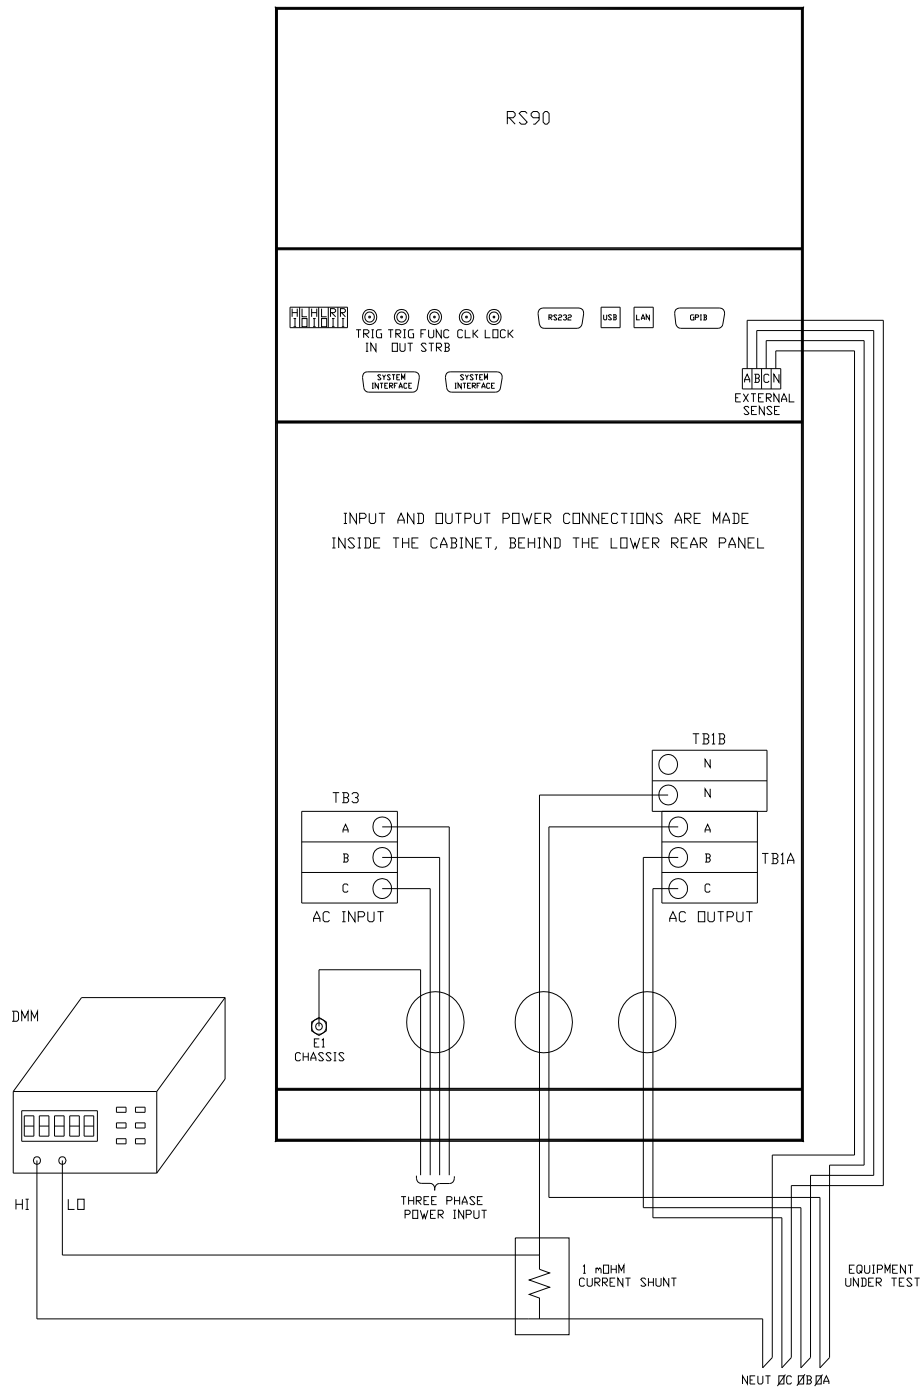 RS90
H L H L R R
I O I O I I
TRIG IN
TRIG OUT
FUNC STRB
CLK
LOCK
RS232
USB
LAN
GPIB
SYSTEM
INTERFACE
SYSTEM
INTERFACE
A B C N
EXTERNAL
SENSE
INPUT AND OUTPUT POWER CONNECTIONS ARE MADE
INSIDE THE CABINET, BEHIND THE LOWER REAR PANEL
TB1B
N
N
TB3
A
B
C
AC INPUT
A
B
C
TB1A
AC OUTPUT
DMM
E1
CHASSIS
HI
LO
THREE PHASE
POWER INPUT
1 mOHM
CURRENT SHUNT
EQUIPMENT
UNDER TEST
NEUT ØC ØB ØA